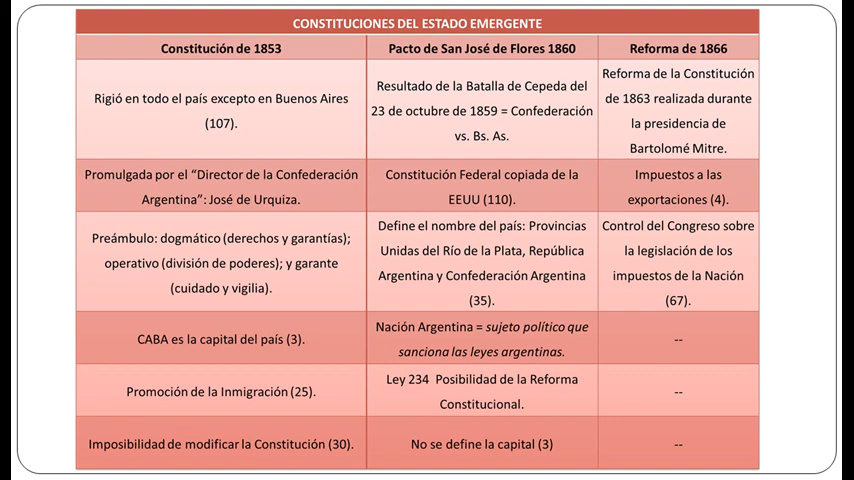 CONSTITUCIONES DEL ESTADO EMERGENTE
Constitución de 1853
Pacto de San José de Flores 1860
Reforma de 1866
Rigió en todo el país excepto en Buenos Aires
(107).
Resultado de la Batalla de Cepeda del
23 de octubre de 1859 = Confederación
vs. Bs. As.
Reforma de la Constitución
de 1863 realizada durante
la presidencia de
Bartolomé Mitre.
Promulgada por el “Director de la Confederación
Argentina”: José de Urquiza.
Constitución Federal copiada de la
EEUU (110).
Impuestos a las
exportaciones (4).
Preámbulo: dogmático (derechos y garantías);
operativo (división de poderes); y garante
(cuidado y vigilia).
Define el nombre del país: Provincias
Unidas del Río de la Plata, República
Argentina y Confederación Argentina
(35).
Control del Congreso sobre
la legislación de los
impuestos de la Nación
(67).
CABA es la capital del país (3).
Nación Argentina = sujeto político que
sanciona las leyes argentinas.
--
Promoción de la Inmigración (25).
Ley 234 Posibilidad de la Reforma
Constitucional.
--
Imposibilidad de modificar la Constitución (30).
No se define la capital (3)
--